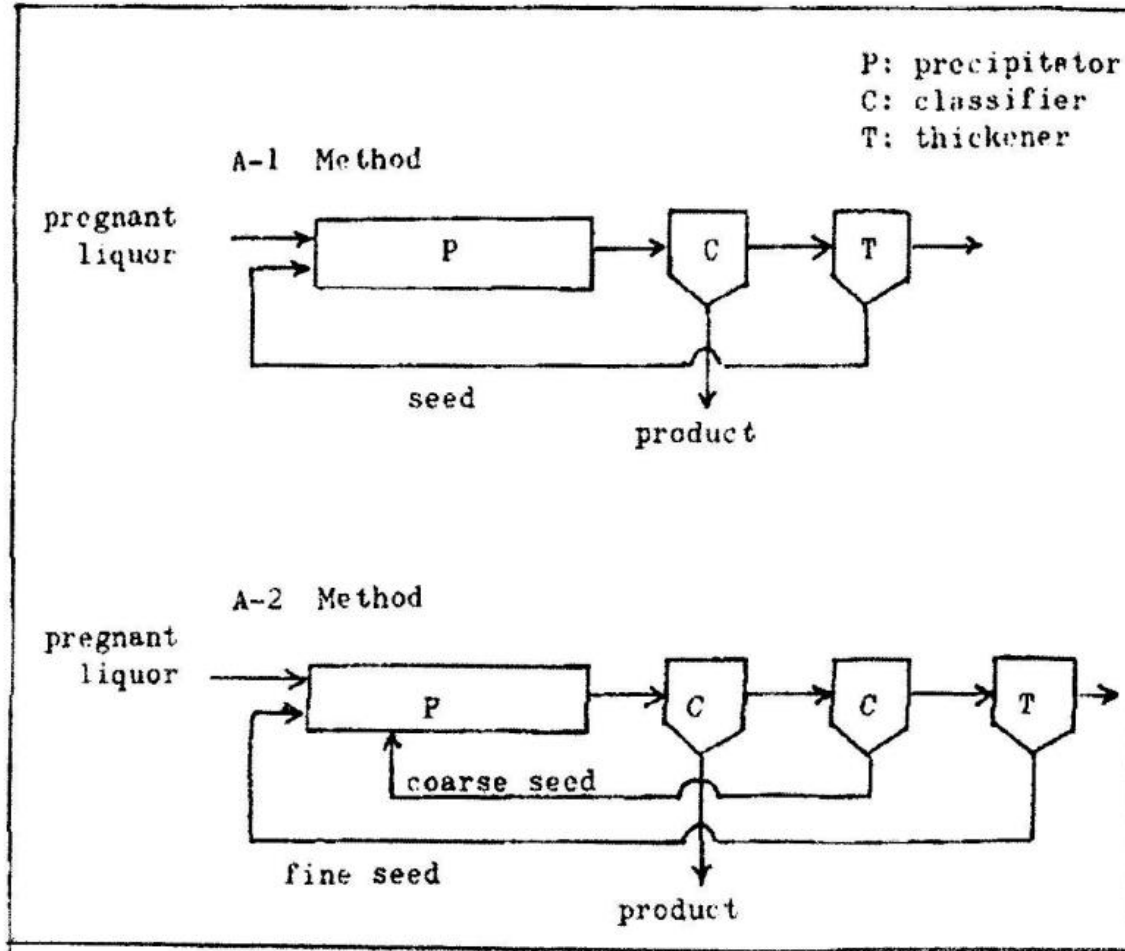 P: precipitator
C: classifier
T: thickener
A-1 Method
pregnant
liquor
P
C
T
seed
product
A-2 Method
pregnant
liquor
P
C
C
T
coarse seed
fine seed
product